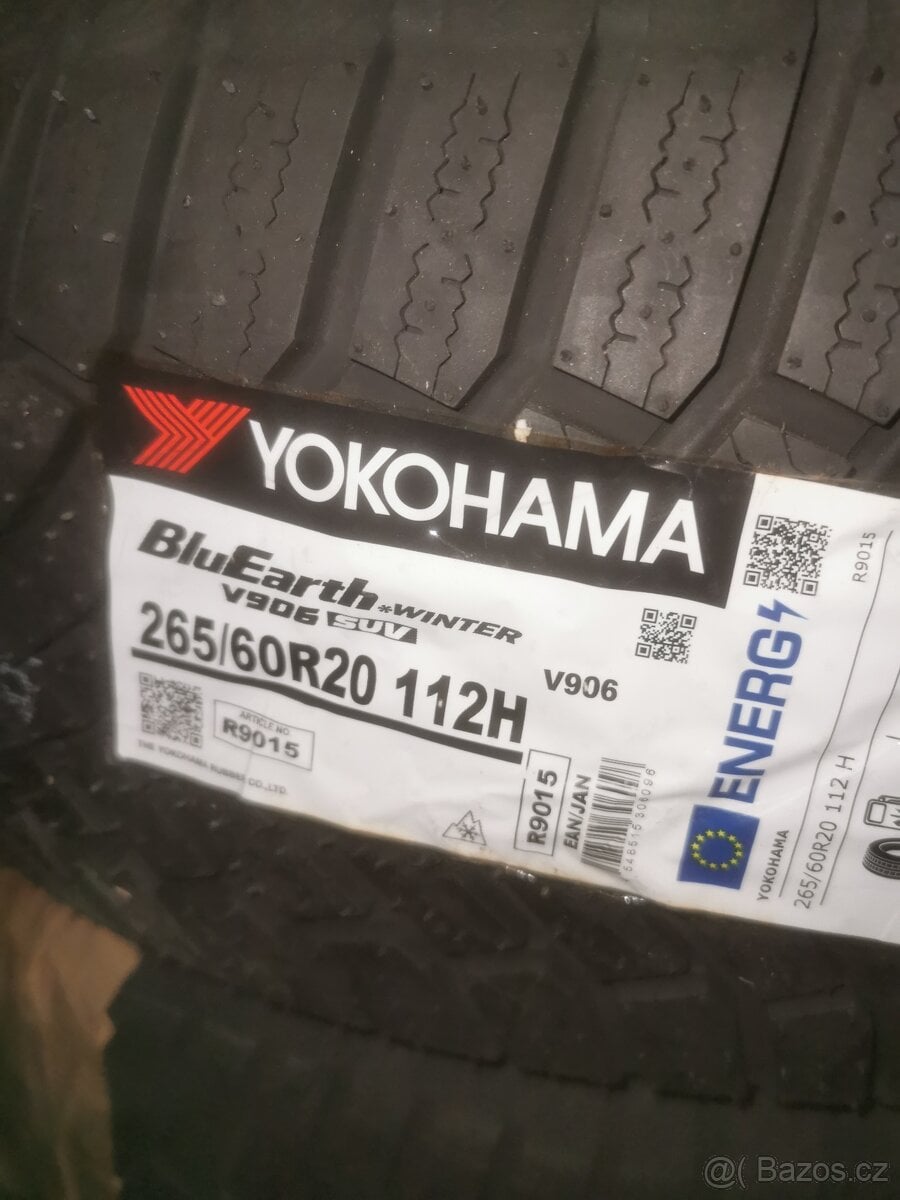 YOKOHAMA
BluEarth*WINTER
V906 SUV
265/60R20 112H
V906
ARTICLE NO.
R9015
THE YOKOHAMA RUBBER CO.,LTD.
R9015
EAN/JAN
ENERG
R9015
YOKOHAMA
265/60R20 112 H
@( Bazos.cz